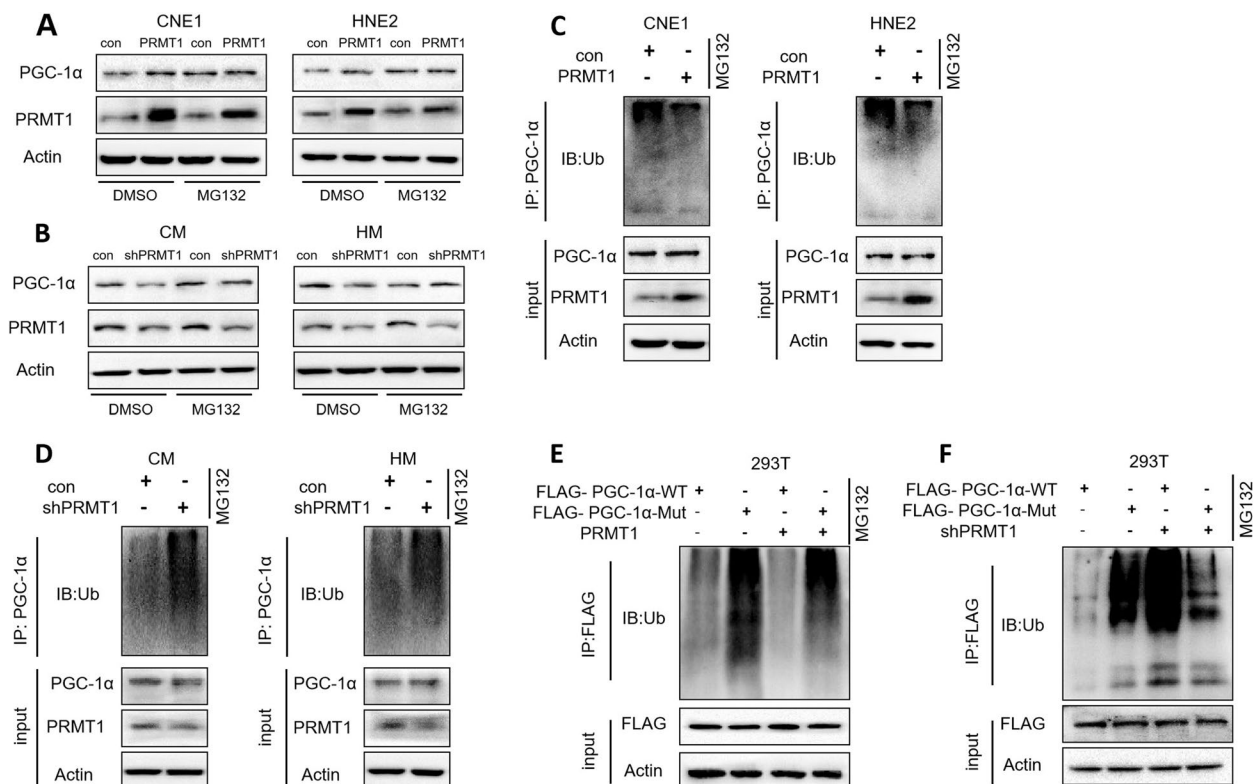 A
CNE1
HNE2
con PRMT1 con PRMT1
con PRMT1 con PRMT1
PGC-1α
PRMT1
Actin
DMSO MG132
DMSO MG132
B
CM
HM
con shPRMT1 con shPRMT1
con shPRMT1 con shPRMT1
PGC-1α
PRMT1
Actin
DMSO MG132
DMSO MG132
C
CNE1
con + -
PRMT1 - +
MG132
IP: PGC-1α
IB:Ub
input
PGC-1α
PRMT1
Actin
HNE2
con + -
PRMT1 - +
MG132
IP: PGC-1α
IB:Ub
input
PGC-1α
PRMT1
Actin
D
CM
con + -
shPRMT1 - +
MG132
IP: PGC-1α
IB:Ub
input
PGC-1α
PRMT1
Actin
HM
con + -
shPRMT1 - +
MG132
IP: PGC-1α
IB:Ub
input
PGC-1α
PRMT1
Actin
E
293T
FLAG- PGC-1α-WT + - + -
FLAG- PGC-1α-Mut - + - +
PRMT1 - - + +
MG132
IP:FLAG
IB:Ub
input
FLAG
Actin
F
293T
FLAG- PGC-1α-WT + - + -
FLAG- PGC-1α-Mut - + - +
shPRMT1 - - + +
MG132
IP:FLAG
IB:Ub
input
FLAG
Actin